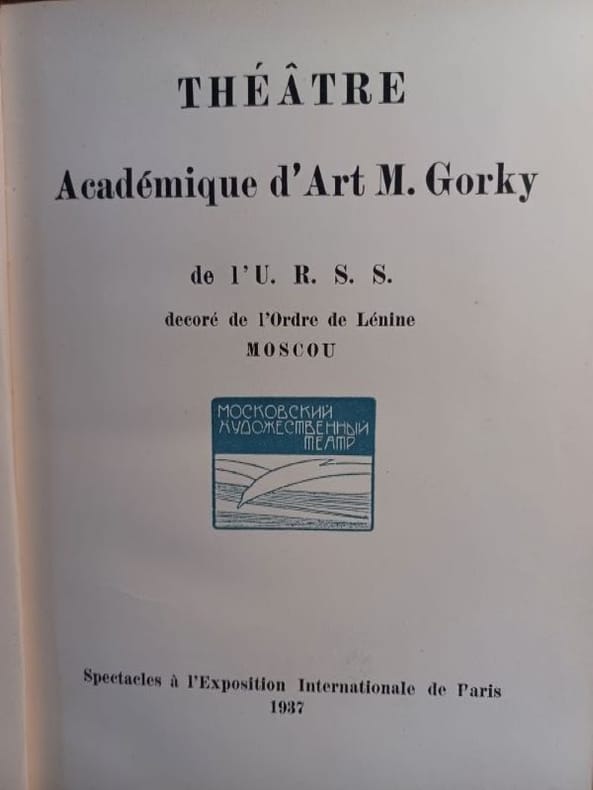 THÉÂTRE
Académique d'Art M. Gorky
de l'U. R. S. S.
decoré de l'Ordre de Lénine
MOSCOU
МОСКОВСКИЙ
ХУДОЖЕСТВЕННЫЙ
ТЕАТР
Spectacles à l'Exposition Internationale de Paris
1937